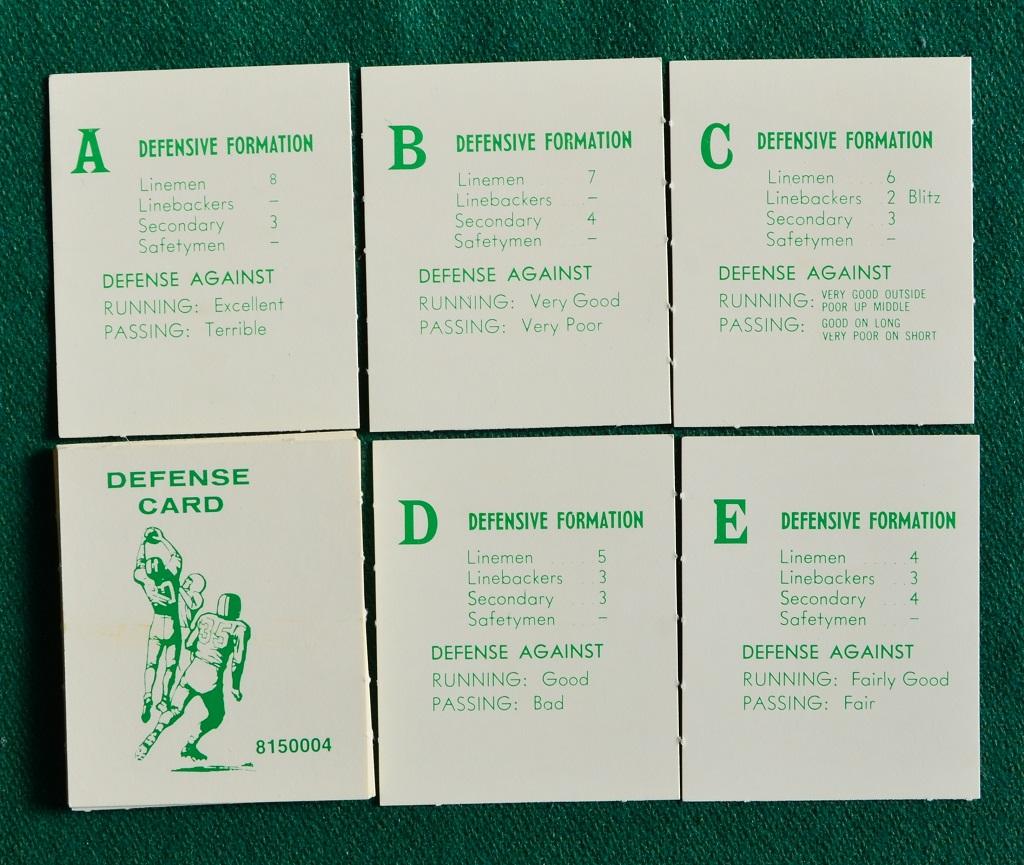 A DEFENSIVE FORMATION
Linemen 8
Linebackers –
Secondary 3
Safetymen –
DEFENSE AGAINST
RUNNING: Excellent
PASSING: Terrible
B DEFENSIVE FORMATION
Linemen 7
Linebackers –
Secondary 4
Safetymen –
DEFENSE AGAINST
RUNNING: Very Good
PASSING: Very Poor
C DEFENSIVE FORMATION
Linemen 6
Linebackers 2 Blitz
Secondary 3
Safetymen –
DEFENSE AGAINST
RUNNING: VERY GOOD OUTSIDE
POOR UP MIDDLE
PASSING: GOOD ON LONG
VERY POOR ON SHORT
DEFENSE
CARD
35
8150004
D DEFENSIVE FORMATION
Linemen 5
Linebackers 3
Secondary 3
Safetymen –
DEFENSE AGAINST
RUNNING: Good
PASSING: Bad
E DEFENSIVE FORMATION
Linemen 4
Linebackers 3
Secondary 4
Safetymen –
DEFENSE AGAINST
RUNNING: Fairly Good
PASSING: Fair